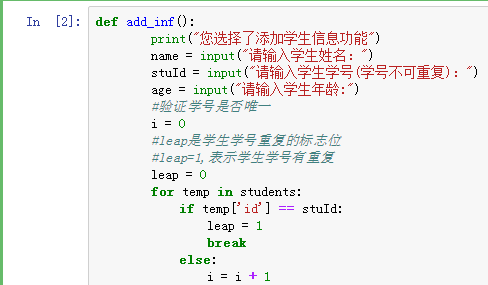 In [2]: def add_inf():
print("您选择了添加学生信息功能")
name = input("请输入学生姓名：")
stuId = input("请输入学生学号(学号不可重复)：")
age = input("请输入学生年龄:")
#验证学号是否唯一
i = 0
#leap是学生学号重复的标志位
#leap=1,表示学生学号有重复
leap = 0
for temp in students:
if temp['id'] == stuId:
leap = 1
break
else:
i = i + 1